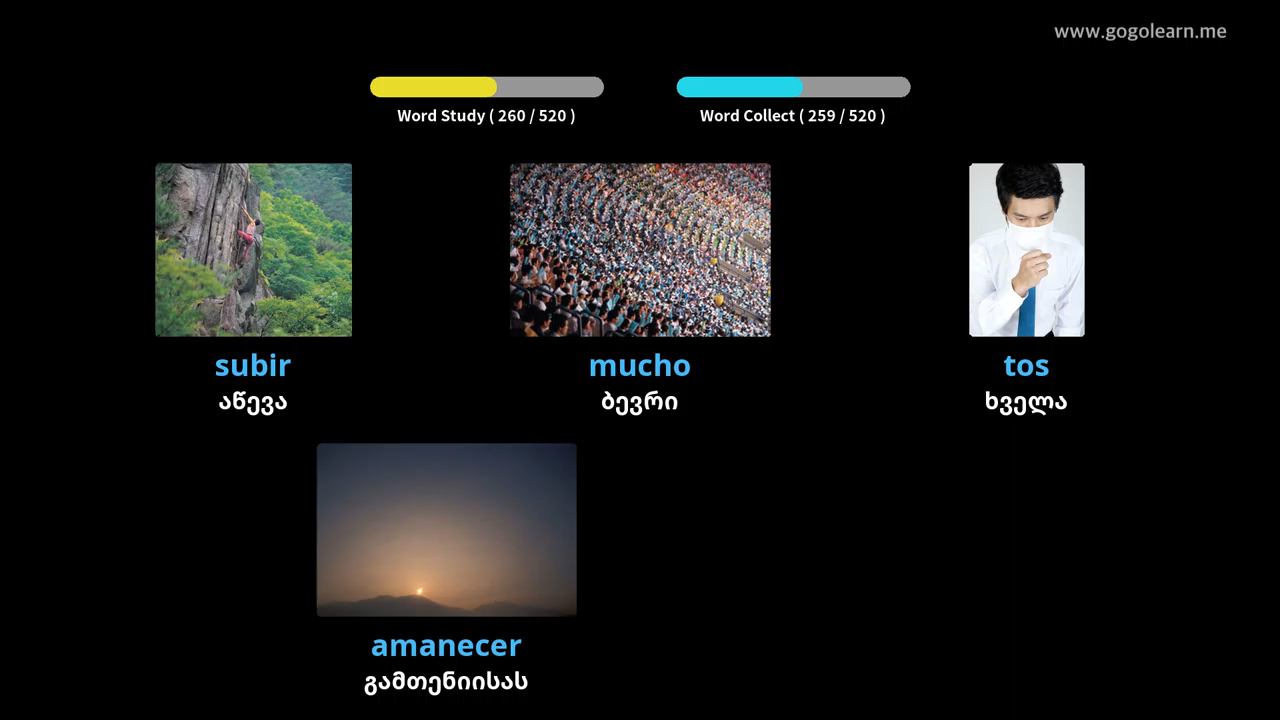 www.gogolearn.me
Word Study ( 260 / 520 )
Word Collect ( 259 / 520 )
subir
აწევა
mucho
ბევრი
tos
ხველა
amanecer
გამთენიისას